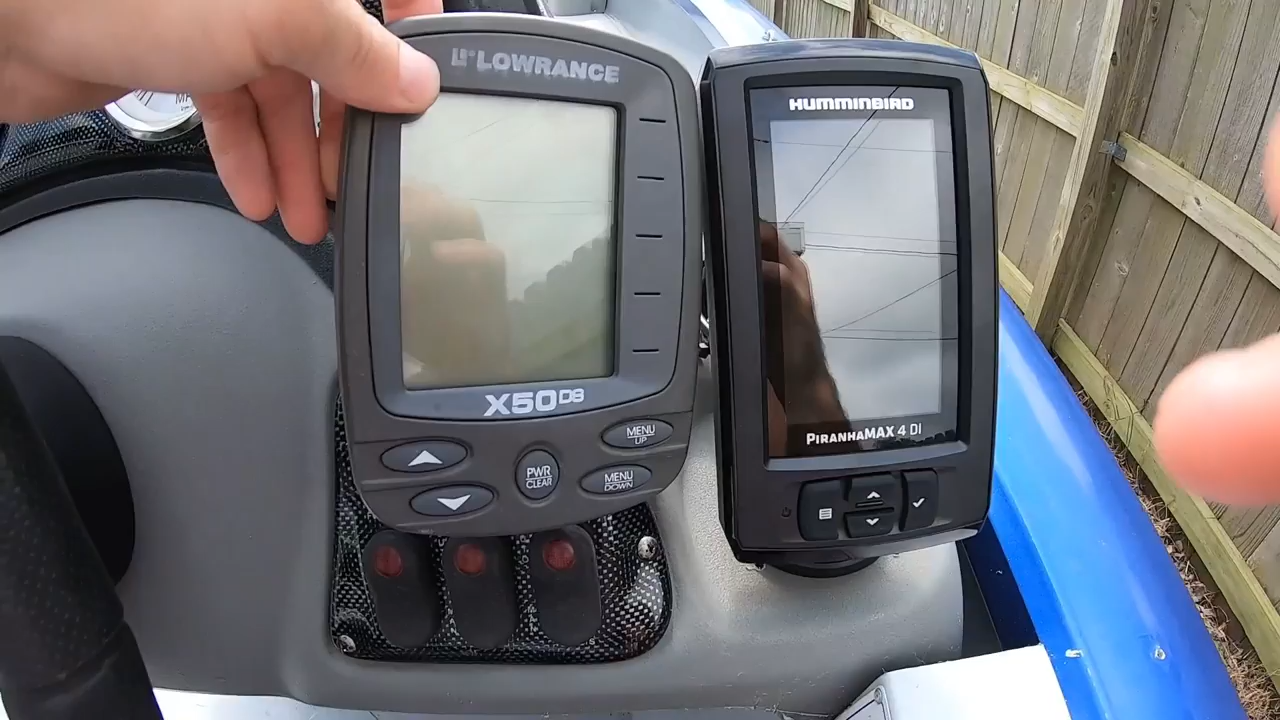 LOWRANCE
X50DS
MENU
UP
PWR
CLEAR
MENU
DOWN
HUMMINBIRD
PIRANHAMAX 4 DI